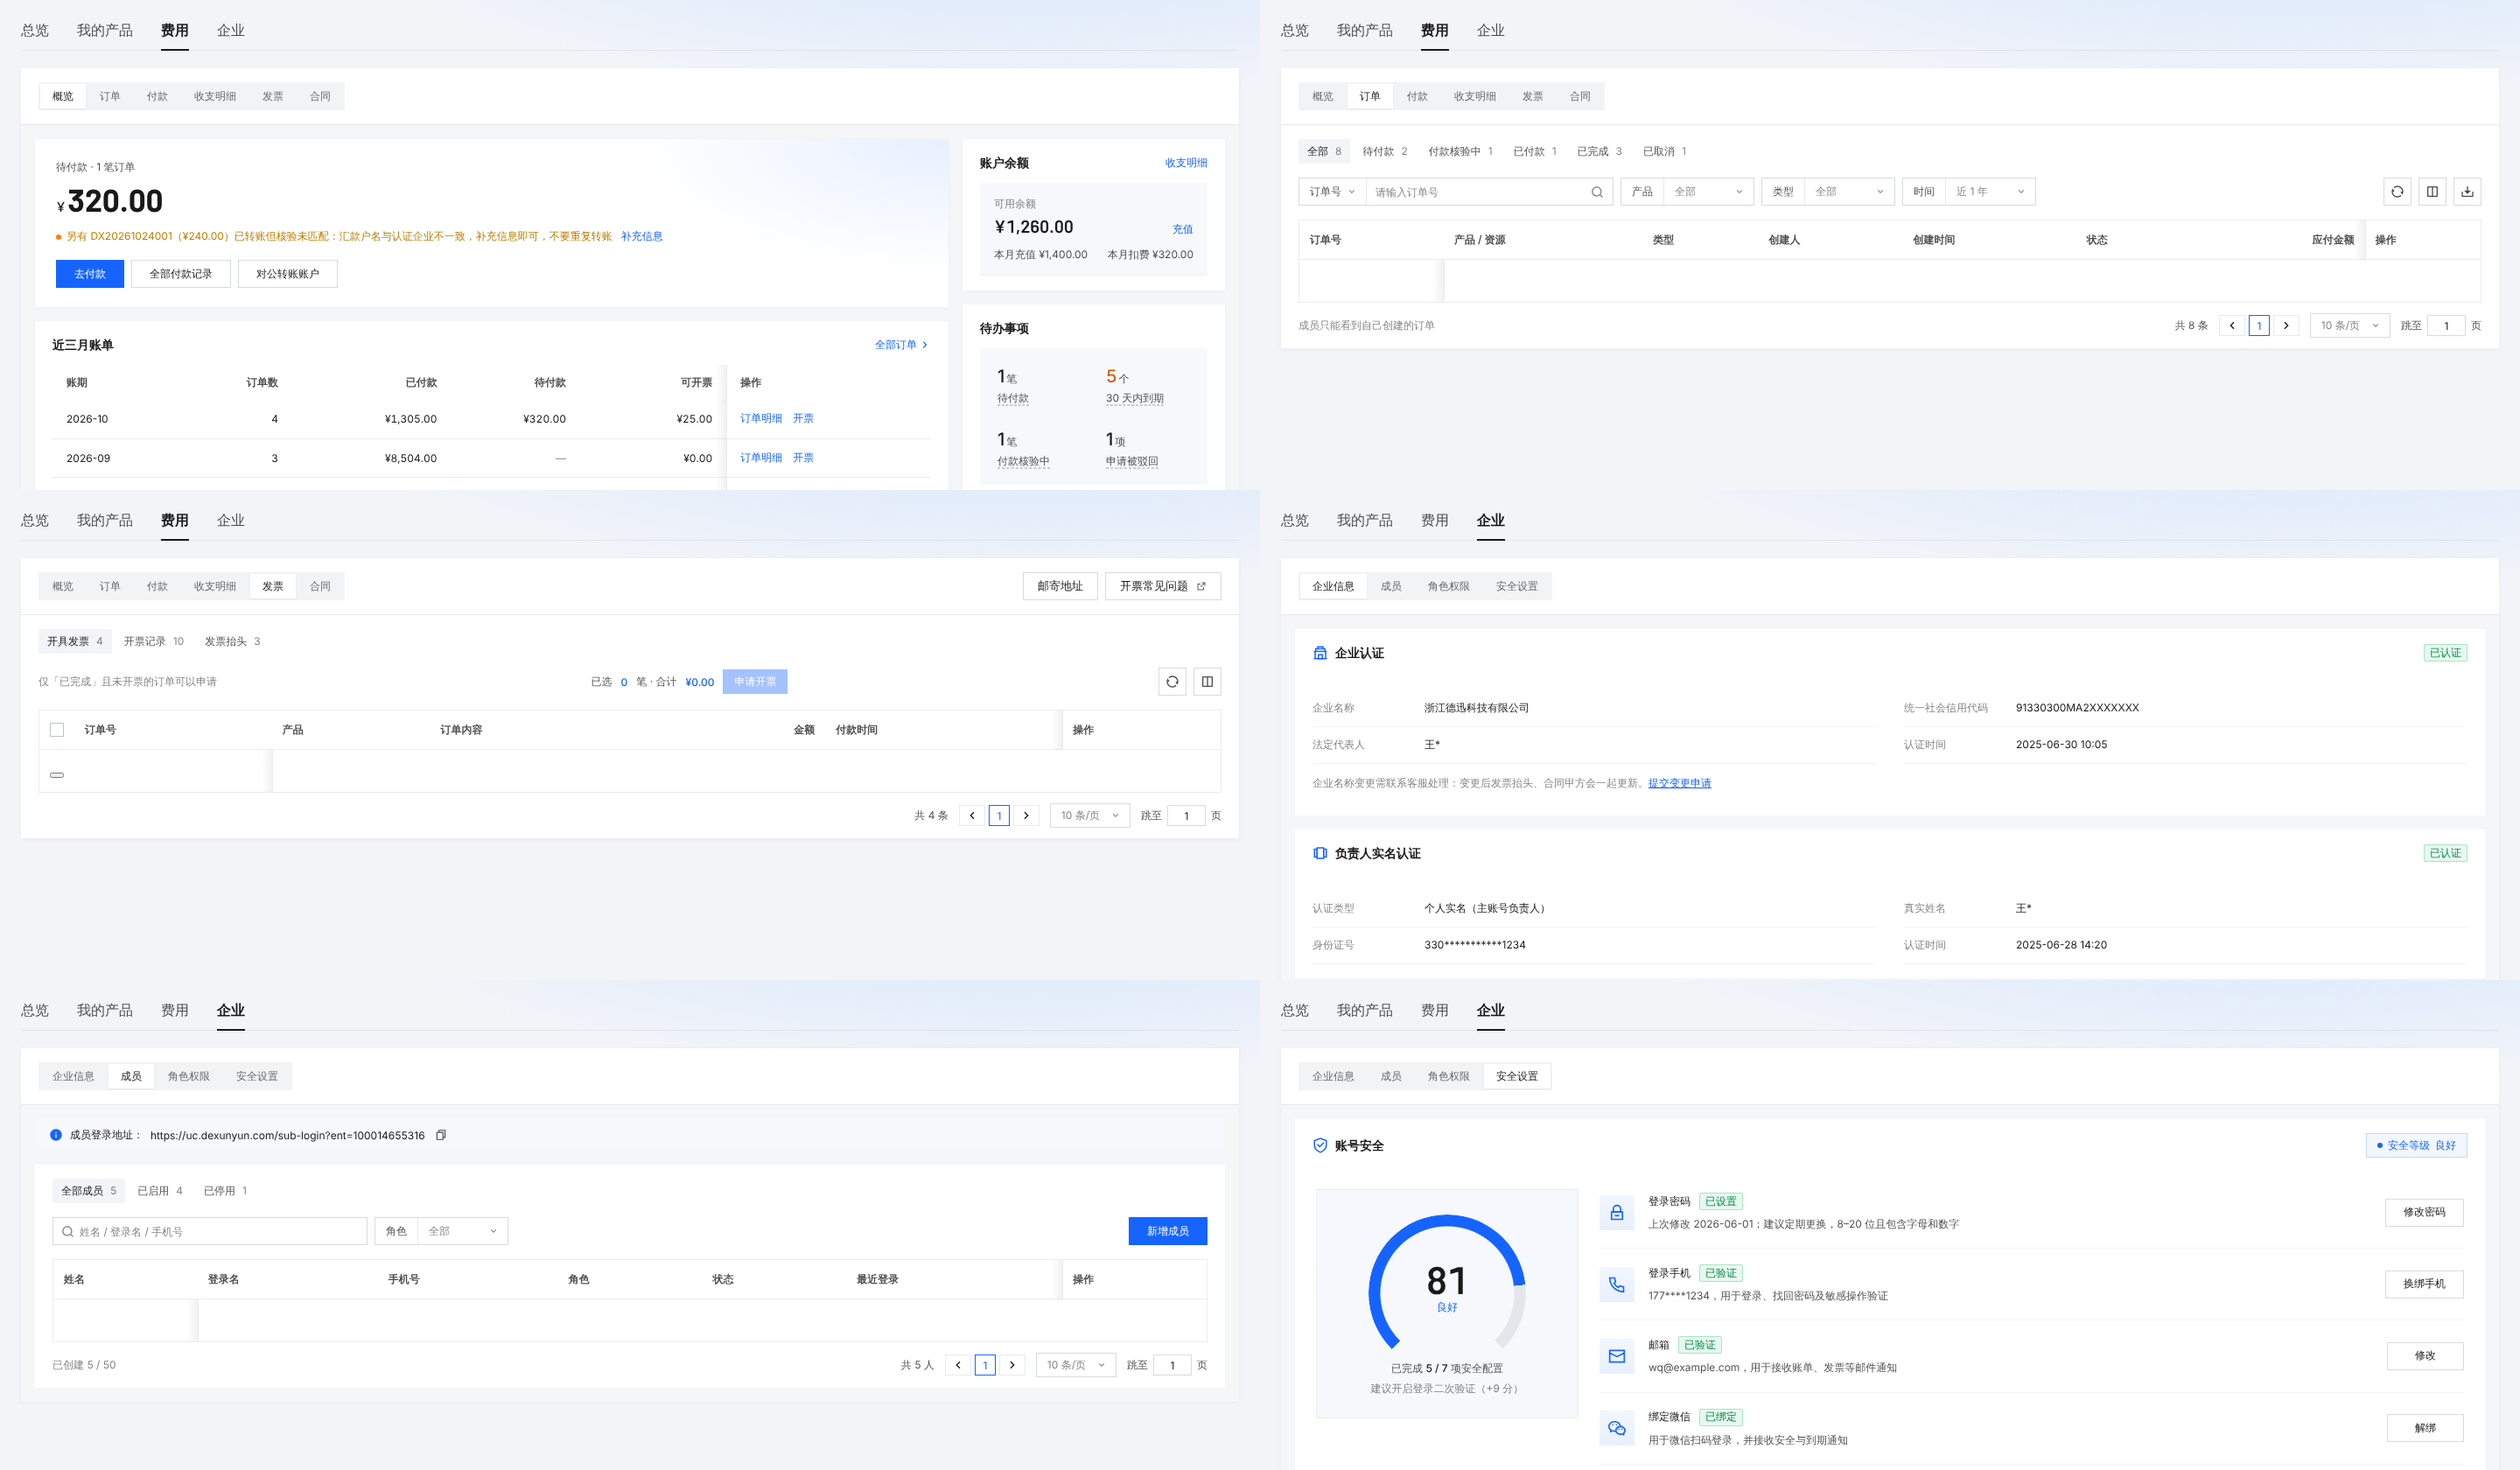 总览 我的产品 费用 企业
概览 订单 付款 收支明细 发票 合同
待付款 · 1 笔订单
¥320.00
另有 DX20261024001（¥240.00）已转账但核验未匹配：汇款户名与认证企业不一致，补充信息即可，不要重复转账 补充信息
去付款 全部付款记录 对公转账账户
近三月账单 全部订单
账期 订单数 已付款 待付款 可开票 操作
2026-10 4 ¥1,305.00 ¥320.00 ¥25.00 订单明细 开票
2026-09 3 ¥8,504.00 — ¥0.00 订单明细 开票
账户余额 收支明细
可用余额
¥1,260.00 充值
本月充值 ¥1,400.00 本月扣费 ¥320.00
待办事项
1笔 5个
待付款 30 天内到期
1笔 1项
付款核验中 申请被驳回
总览 我的产品 费用 企业
概览 订单 付款 收支明细 发票 合同
全部 8 待付款 2 付款核验中 1 已付款 1 已完成 3 已取消 1
订单号 请输入订单号 产品 全部 类型 全部 时间 近 1 年
订单号 产品 / 资源 类型 创建人 创建时间 状态 应付金额 操作
成员只能看到自己创建的订单 共 8 条 1 10 条/页 跳至 1 页
总览 我的产品 费用 企业
概览 订单 付款 收支明细 发票 合同 邮寄地址 开票常见问题
开具发票 4 开票记录 10 发票抬头 3
仅「已完成」且未开票的订单可以申请 已选 0 笔 · 合计 ¥0.00 申请开票
订单号 产品 订单内容 金额 付款时间 操作
共 4 条 1 10 条/页 跳至 1 页
总览 我的产品 费用 企业
企业信息 成员 角色权限 安全设置
企业认证 已认证
企业名称 浙江德迅科技有限公司 统一社会信用代码 91330300MA2XXXXXXX
法定代表人 王* 认证时间 2025-06-30 10:05
企业名称变更需联系客服处理：变更后发票抬头、合同甲方会一起更新。提交变更申请
负责人实名认证 已认证
认证类型 个人实名（主账号负责人） 真实姓名 王*
身份证号 330***********1234 认证时间 2025-06-28 14:20
总览 我的产品 费用 企业
企业信息 成员 角色权限 安全设置
成员登录地址： https://uc.dexunyun.com/sub-login?ent=100014655316
全部成员 5 已启用 4 已停用 1
姓名 / 登录名 / 手机号 角色 全部 新增成员
姓名 登录名 手机号 角色 状态 最近登录 操作
已创建 5 / 50 共 5 人 1 10 条/页 跳至 1 页
总览 我的产品 费用 企业
企业信息 成员 角色权限 安全设置
账号安全 安全等级 良好
81
良好
已完成 5 / 7 项安全配置
建议开启登录二次验证（+9 分）
登录密码 已设置
上次修改 2026-06-01；建议定期更换，8–20 位且包含字母和数字
修改密码
登录手机 已验证
177****1234，用于登录、找回密码及敏感操作验证
换绑手机
邮箱 已验证
wq@example.com，用于接收账单、发票等邮件通知
修改
绑定微信 已绑定
用于微信扫码登录，并接收安全与到期通知
解绑